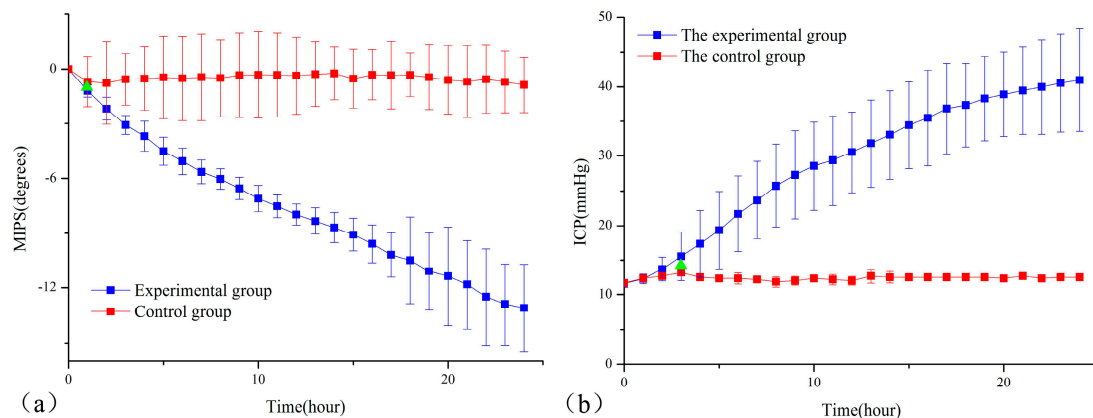 0
-6
-12
MIPS(degrees)
Experimental group
Control group
0
10
20
Time(hour)
(a)
50
40
30
20
10
0
ICP(mmHg)
The experimental group
The control group
0
10
20
Time(hour)
(b)